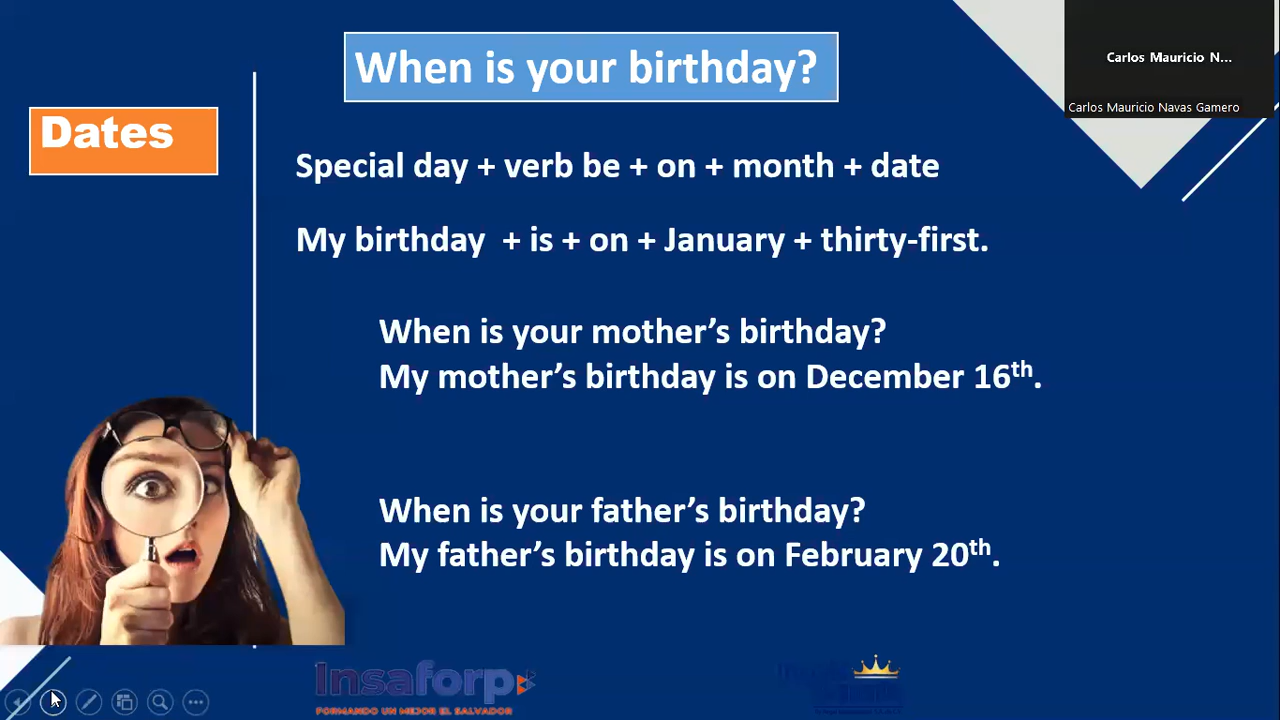 When is your birthday?
Carlos Mauricio N...
Carlos Mauricio Navas Gamero
Dates
Special day + verb be + on + month + date
My birthday + is + on + January + thirty-first.
When is your mother’s birthday?
My mother’s birthday is on December 16th.
When is your father’s birthday?
My father’s birthday is on February 20th.
Insaforp
FORMANDO UN MEJOR EL SALVADOR